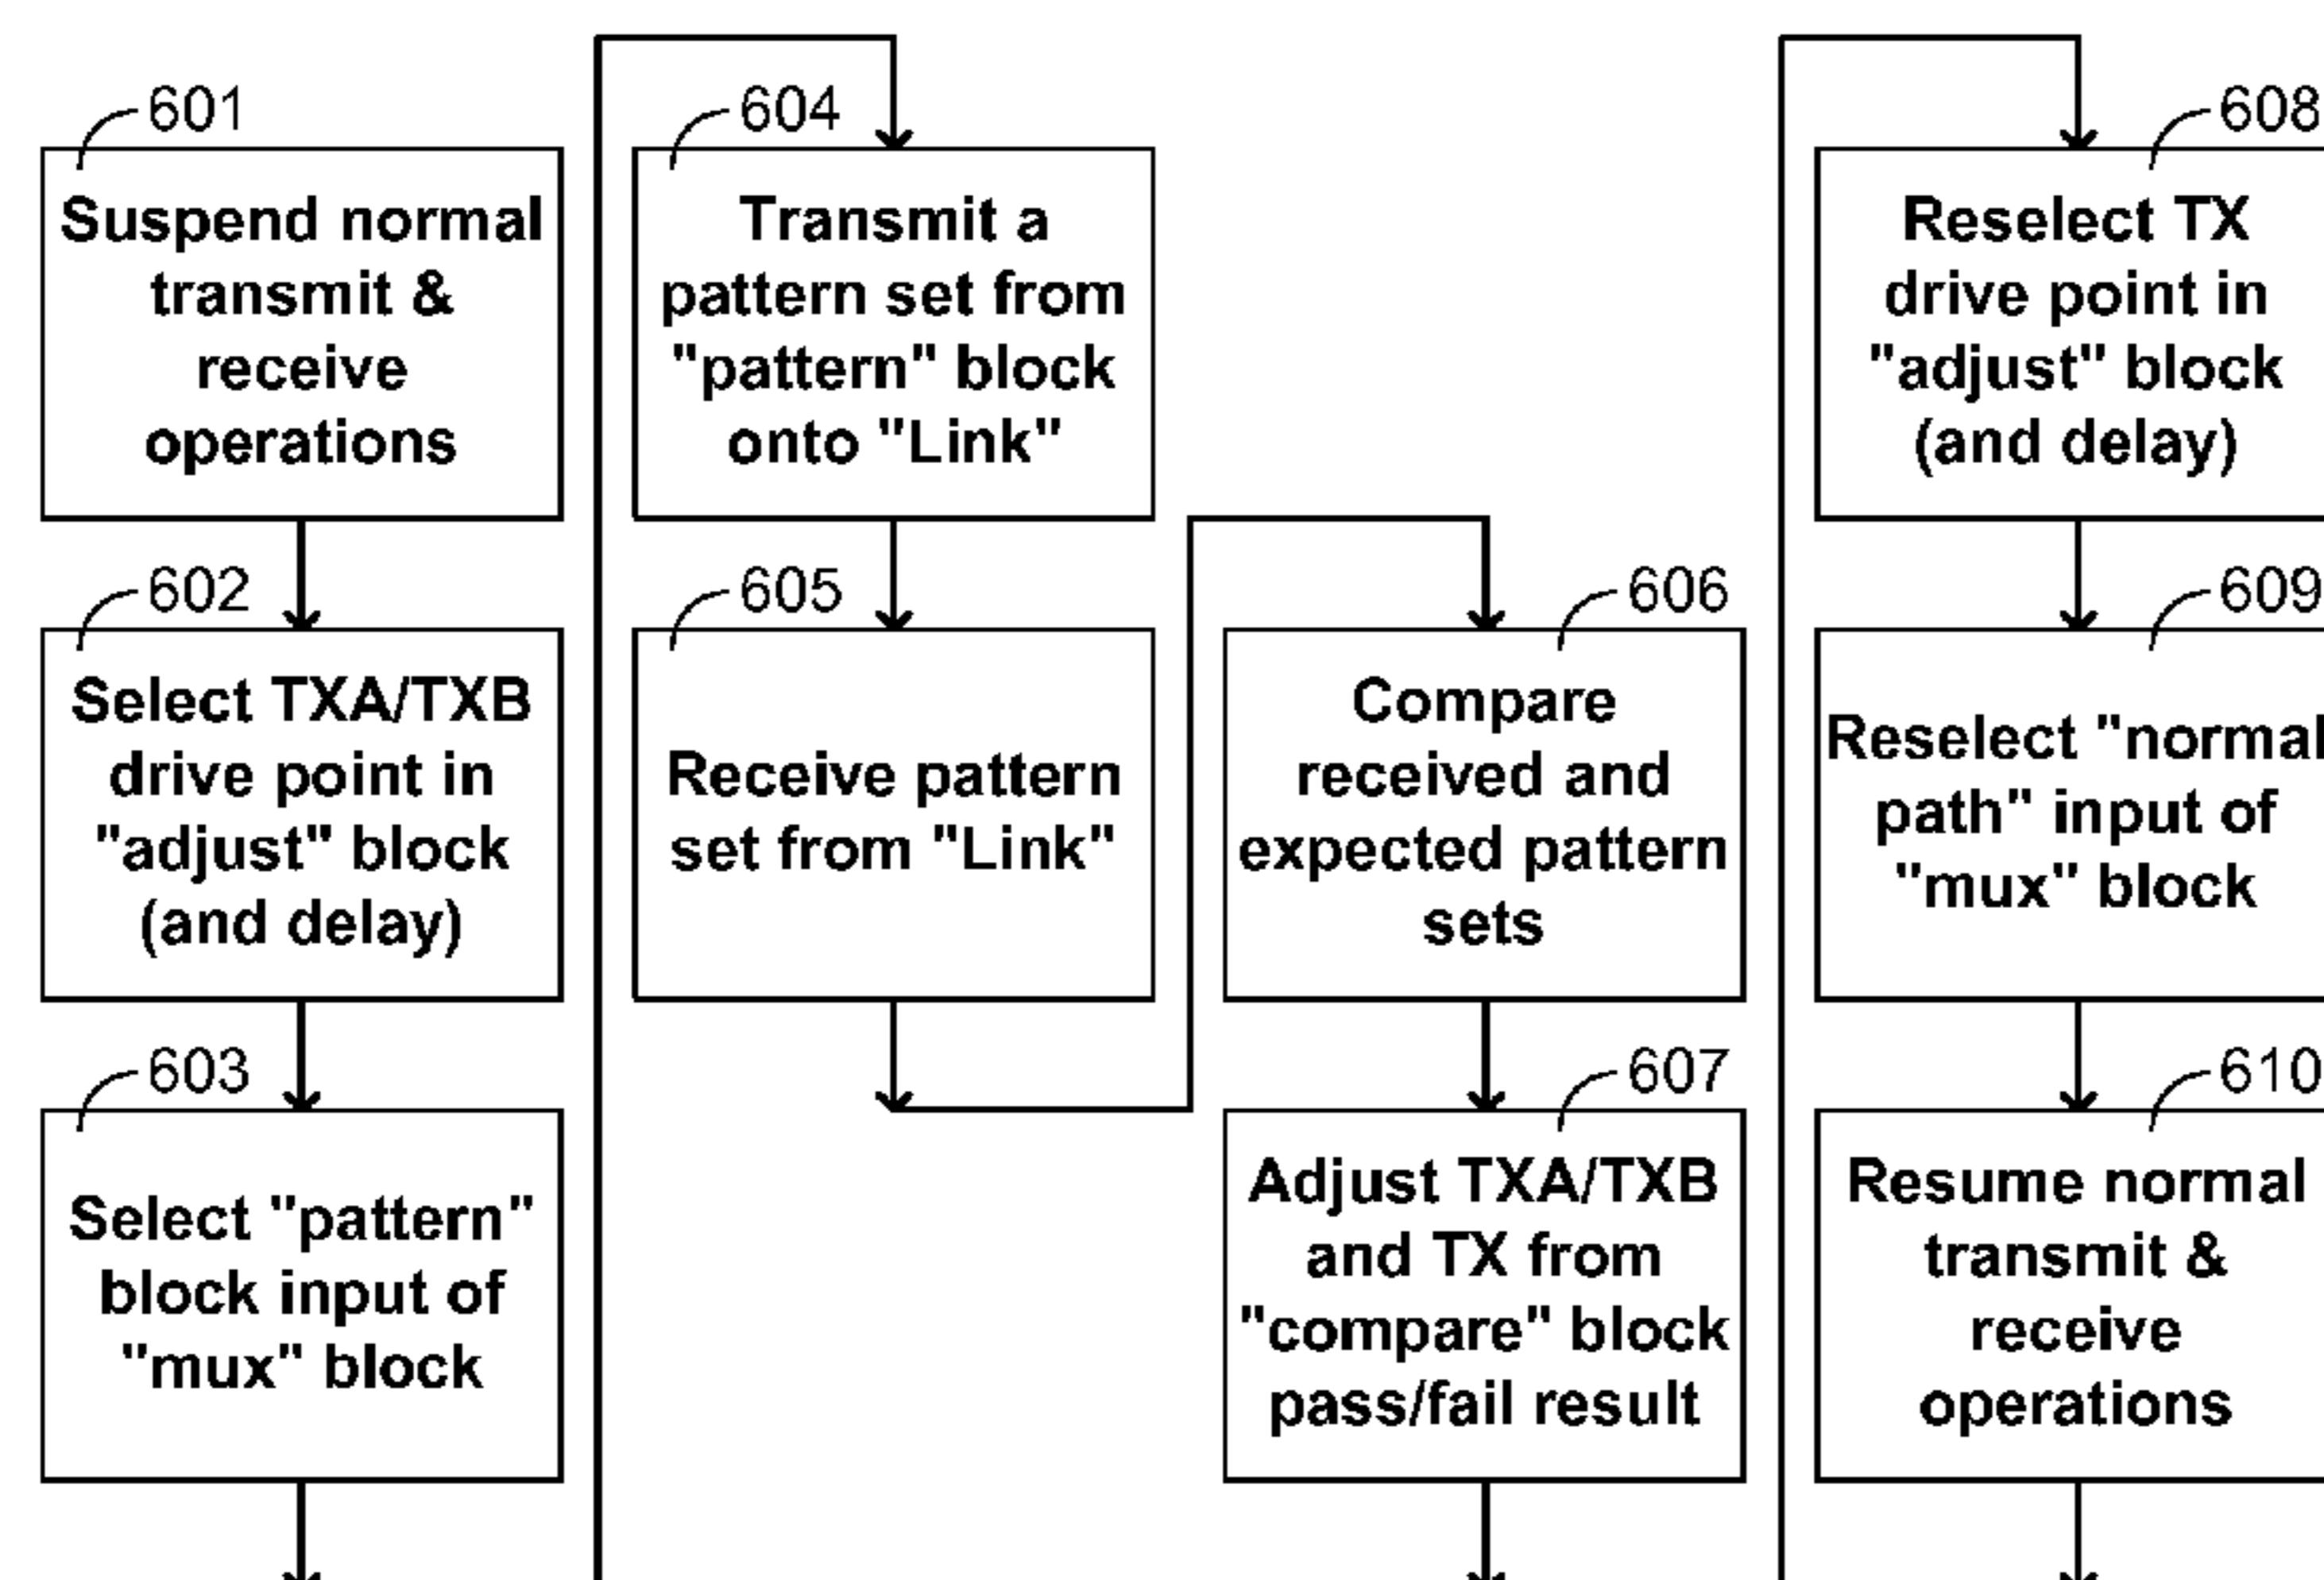 601
Suspend normal
transmit &
receive
operations
602
Select TXA/TXB
drive point in
"adjust" block
(and delay)
603
Select "pattern"
block input of
"mux" block
604
Transmit a
pattern set from
"pattern" block
onto "Link"
605
Receive pattern
set from "Link"
606
Compare
received and
expected pattern
sets
607
Adjust TXA/TXB
and TX from
"compare" block
pass/fail result
608
Reselect TX
drive point in
"adjust" block
(and delay)
609
Reselect "normal
path" input of
"mux" block
610
Resume normal
transmit &
receive
operations